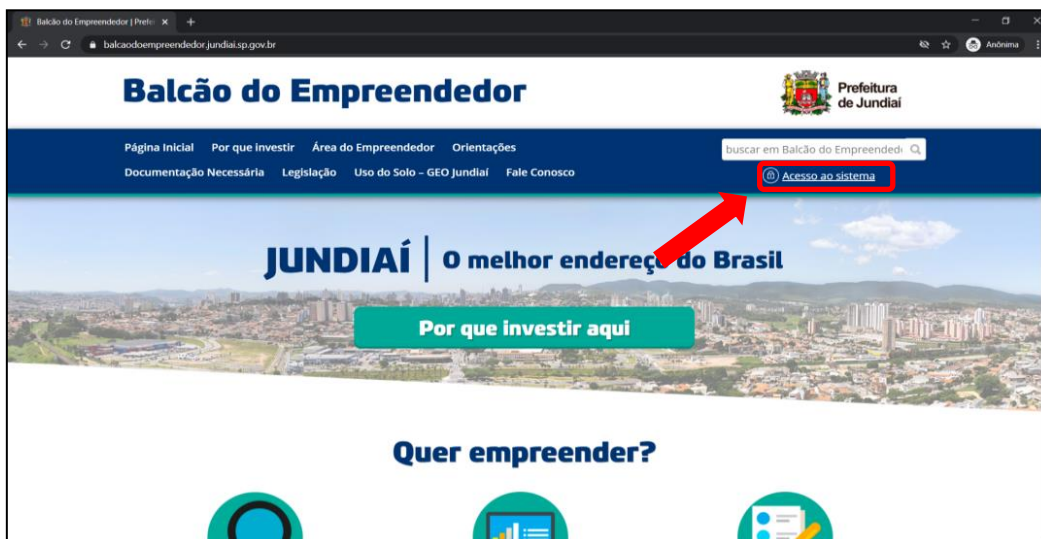 Balcão do Empreendedor | Prefei
balcaodoempreendedor.jundiai.sp.gov.br
Anônima
Balcão do Empreendedor
Prefeitura
de Jundiaí
Página Inicial Por que investir Área do Empreendedor Orientações
buscar em Balcão do Empreended
Documentação Necessária Legislação Uso do Solo – GEO Jundiaí Fale Conosco
Acesso ao sistema
JUNDIAÍ | O melhor endereço do Brasil
Por que investir aqui
Quer empreender?